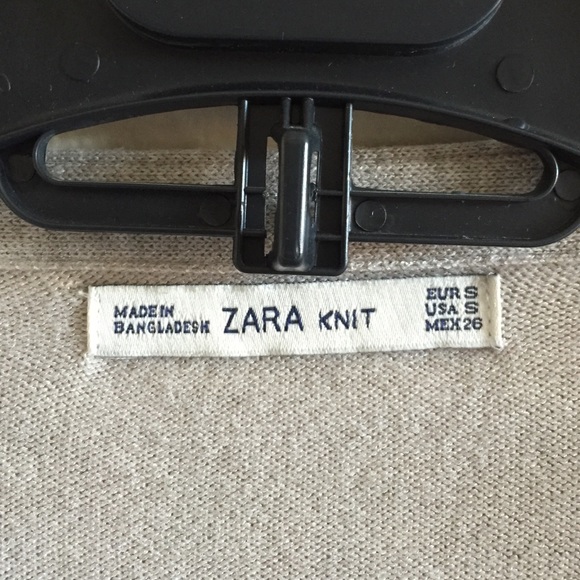 MADE IN
BANGLADESH
ZARA KNIT
EUR S
USA S
MEX 26